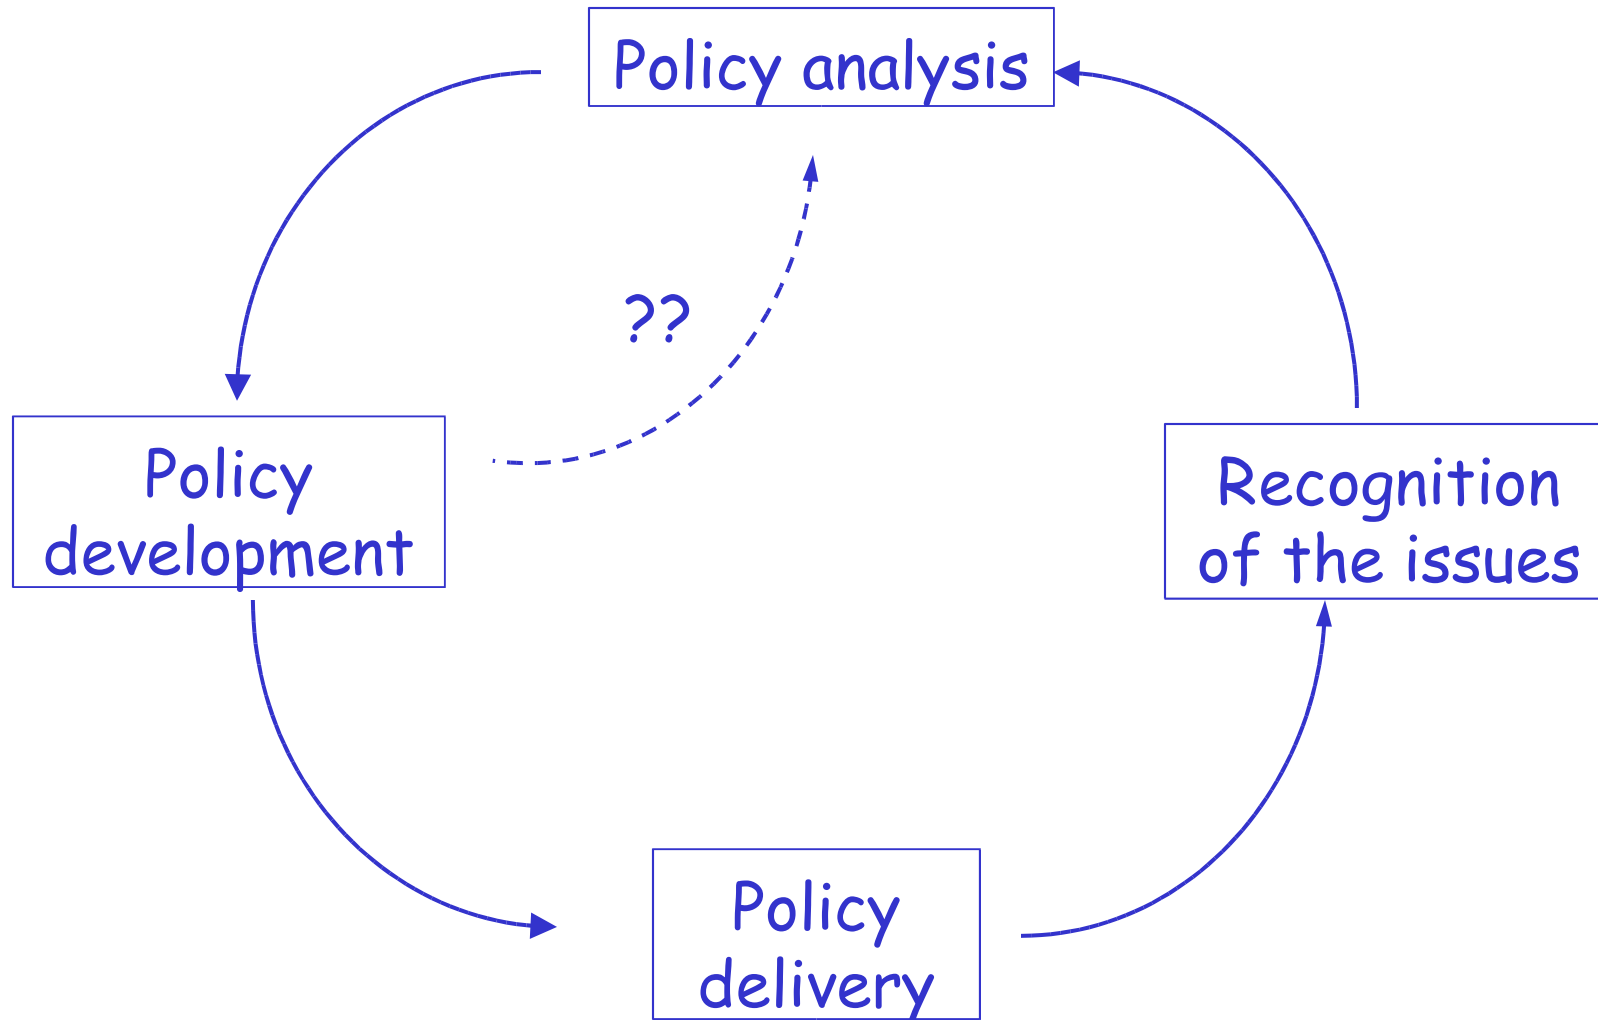 Policy analysis
??
Policy
development
Recognition
of the issues
Policy
delivery